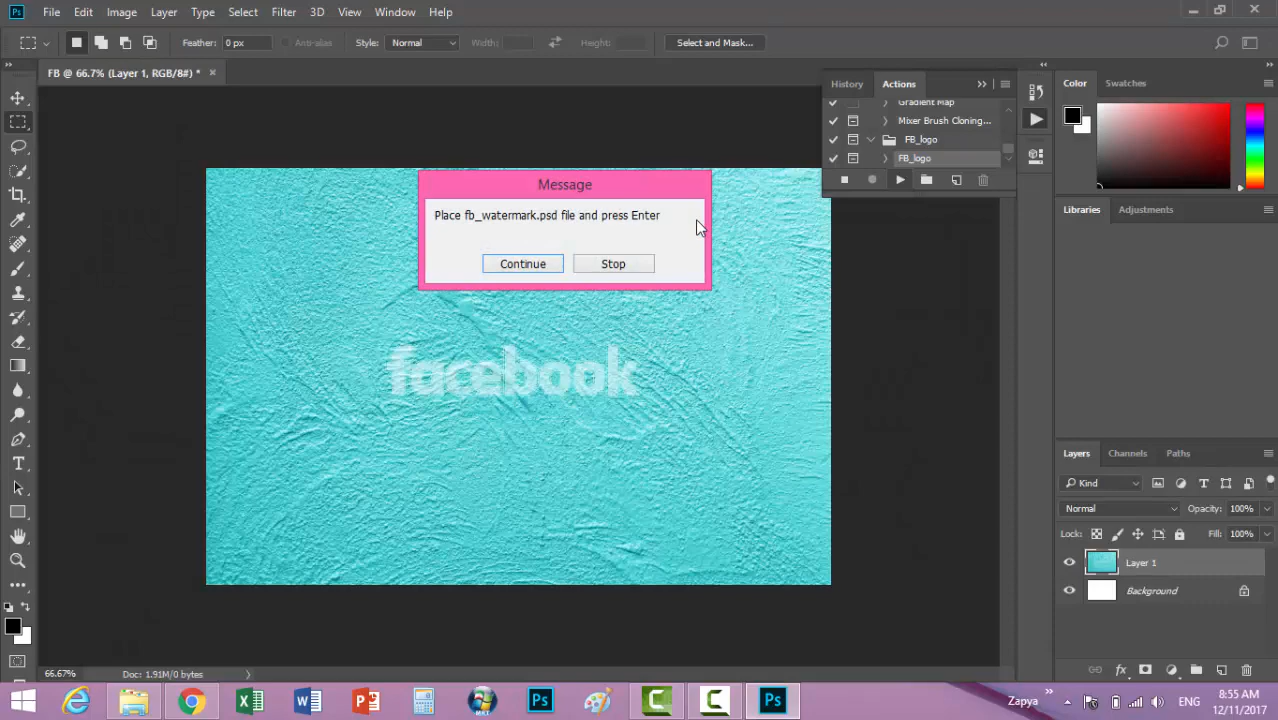 Ps File Edit Image Layer Type Select Filter 3D View Window Help
Feather: 0 px Anti-alias Style: Normal Width: Height: Select and Mask...
FB @ 66.7% (Layer 1, RGB/8#) *
History Actions
Gradient Map
Mixer Brush Cloning...
FB_logo
FB_logo
Color Swatches
Libraries Adjustments
Message
Place fb_watermark.psd file and press Enter
Continue Stop
facebook
Layers Channels Paths
Kind
Normal Opacity: 100%
Lock: Fill: 100%
Layer 1
Background
66.67% Doc: 1.91M/0 bytes
Zapya ENG
8:55 AM
12/11/2017